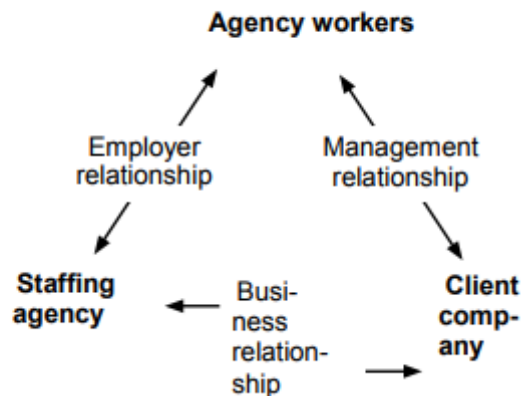 Agency workers
Employer
relationship
Management
relationship
Staffing
agency
Busi-
ness
relation-
ship
Client
comp-
any